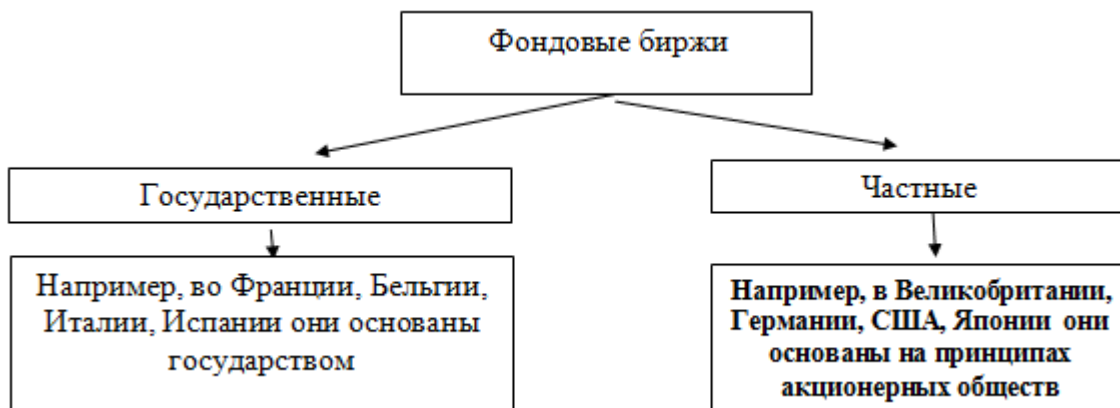 Фондовые биржи
Государственные
Частные
Например, во Франции, Бельгии,
Италии, Испании они основаны
государством
Например, в Великобритании,
Германии, США, Японии они
основаны на принципах
акционерных обществ